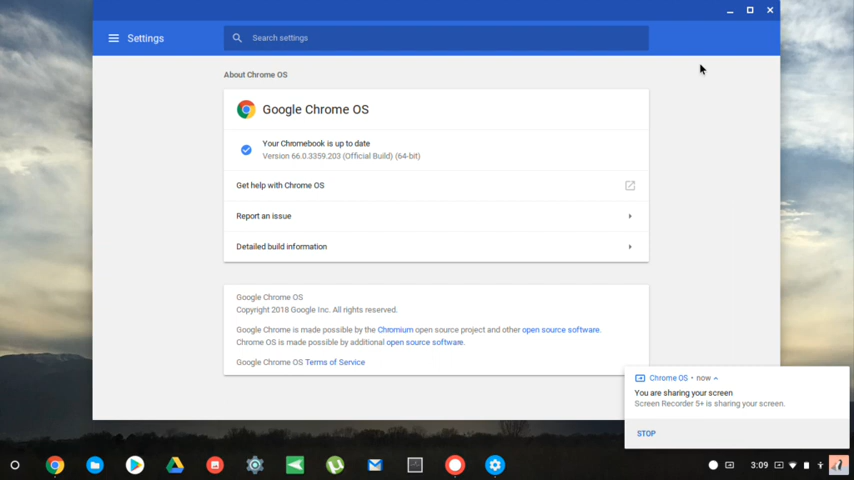 Settings
Search settings
About Chrome OS
Google Chrome OS
Your Chromebook is up to date
Version 66.0.3359.203 (Official Build) (64-bit)
Get help with Chrome OS
Report an issue
Detailed build information
Google Chrome OS
Copyright 2018 Google Inc. All rights reserved.
Google Chrome is made possible by the Chromium open source project and other open source software.
Chrome OS is made possible by additional open source software.
Google Chrome OS Terms of Service
Chrome OS • now
You are sharing your screen
Screen Recorder 5+ is sharing your screen.
STOP
3:09